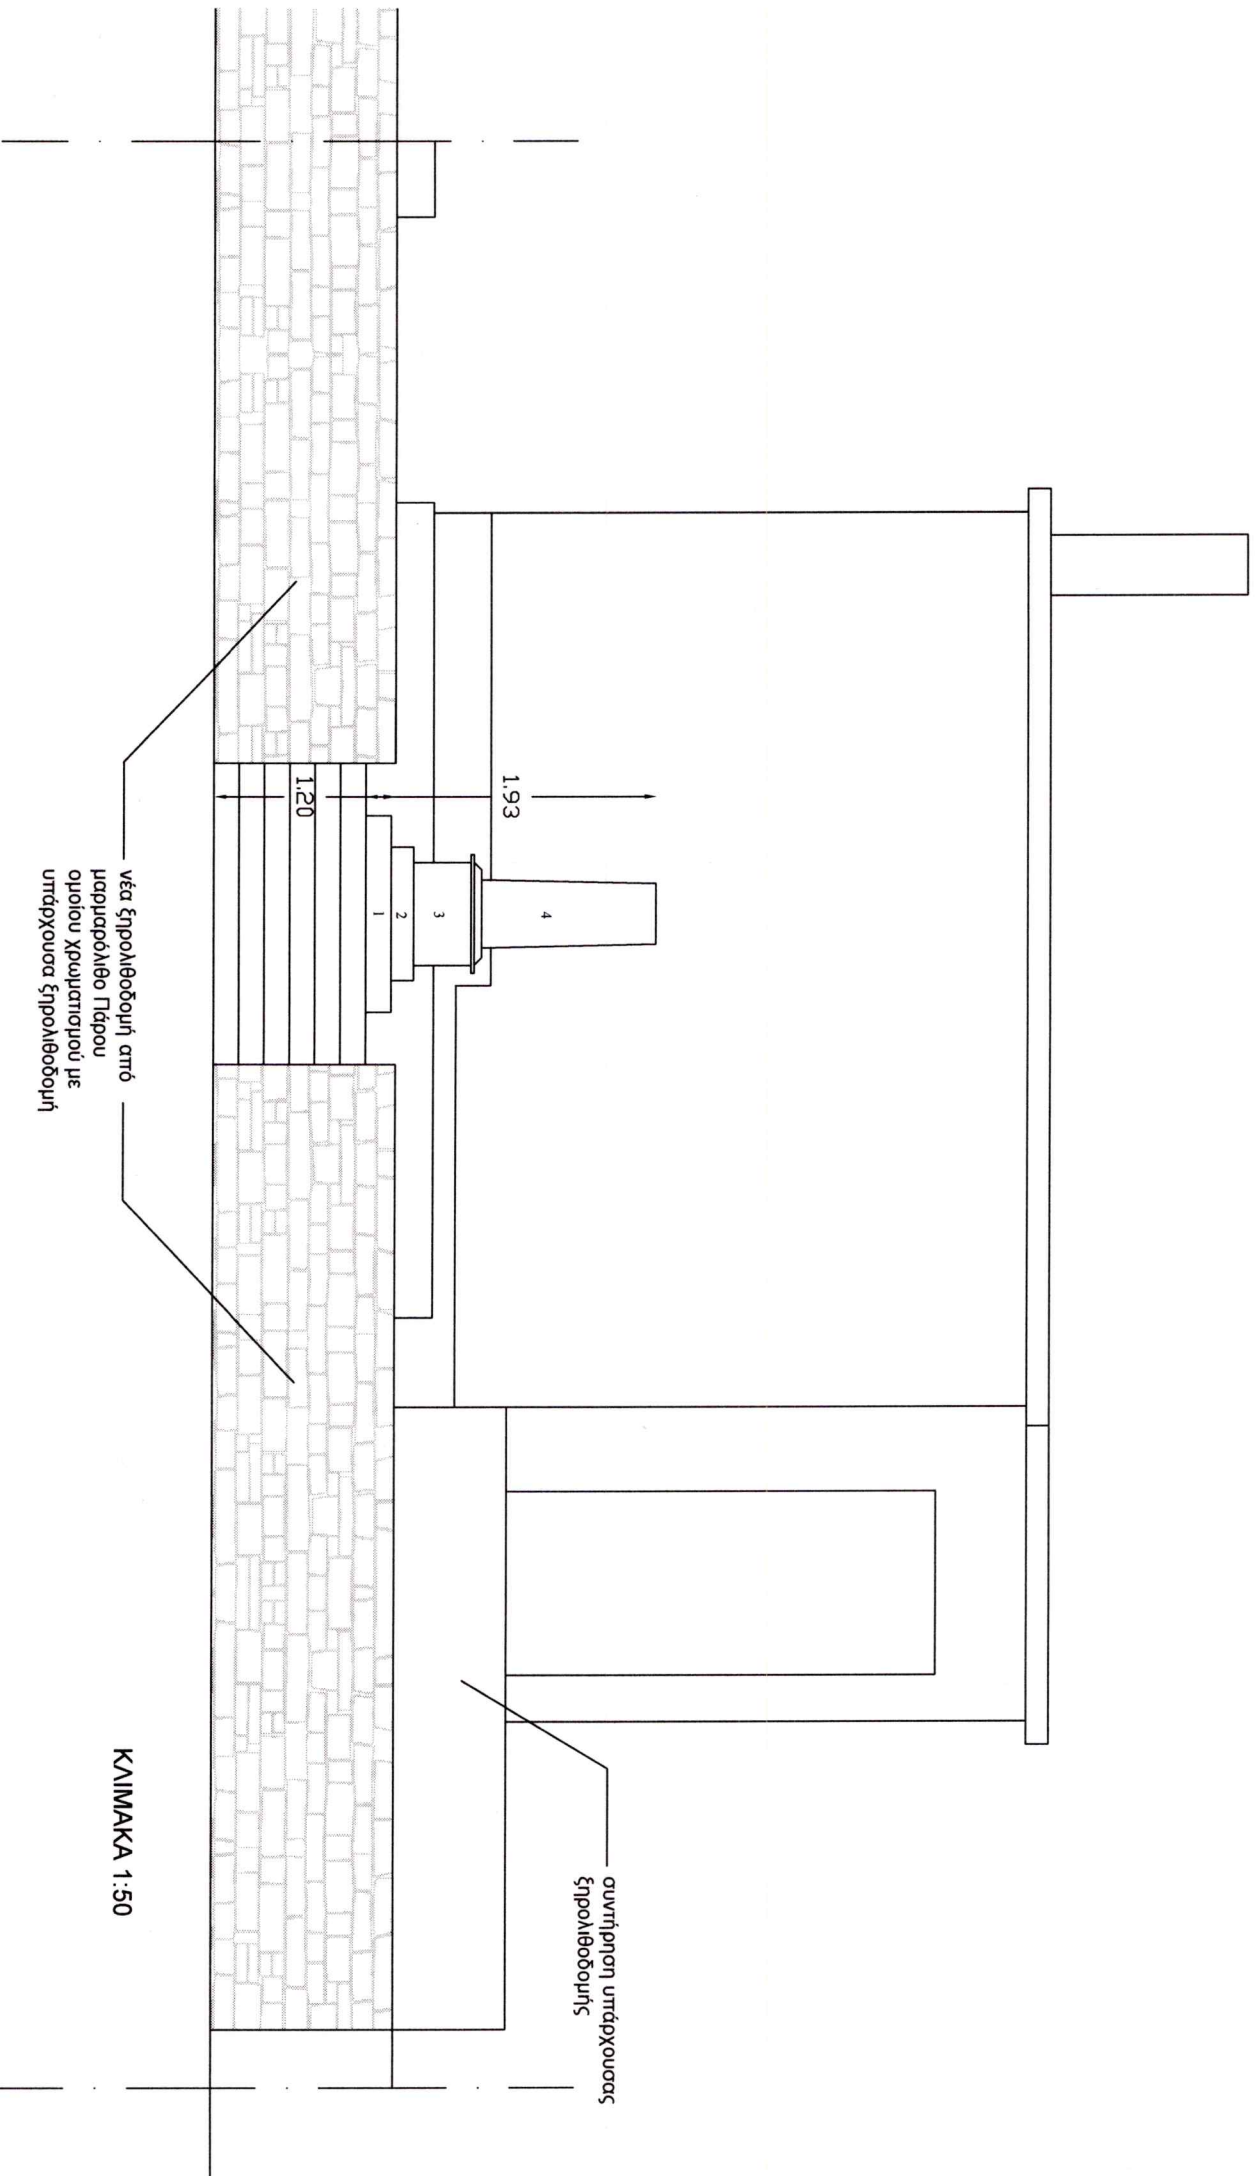 συντήρηση υπάρχουσας
ξηρολιθοδομής
1.93
4
3
2
1
1.20
νέα ξηρολιθοδομή από
μαρμαρόλιθο Πάρου
ομοίου χρωματισμού με
υπάρχουσα ξηρολιθοδομή
ΚΛΙΜΑΚΑ 1:50